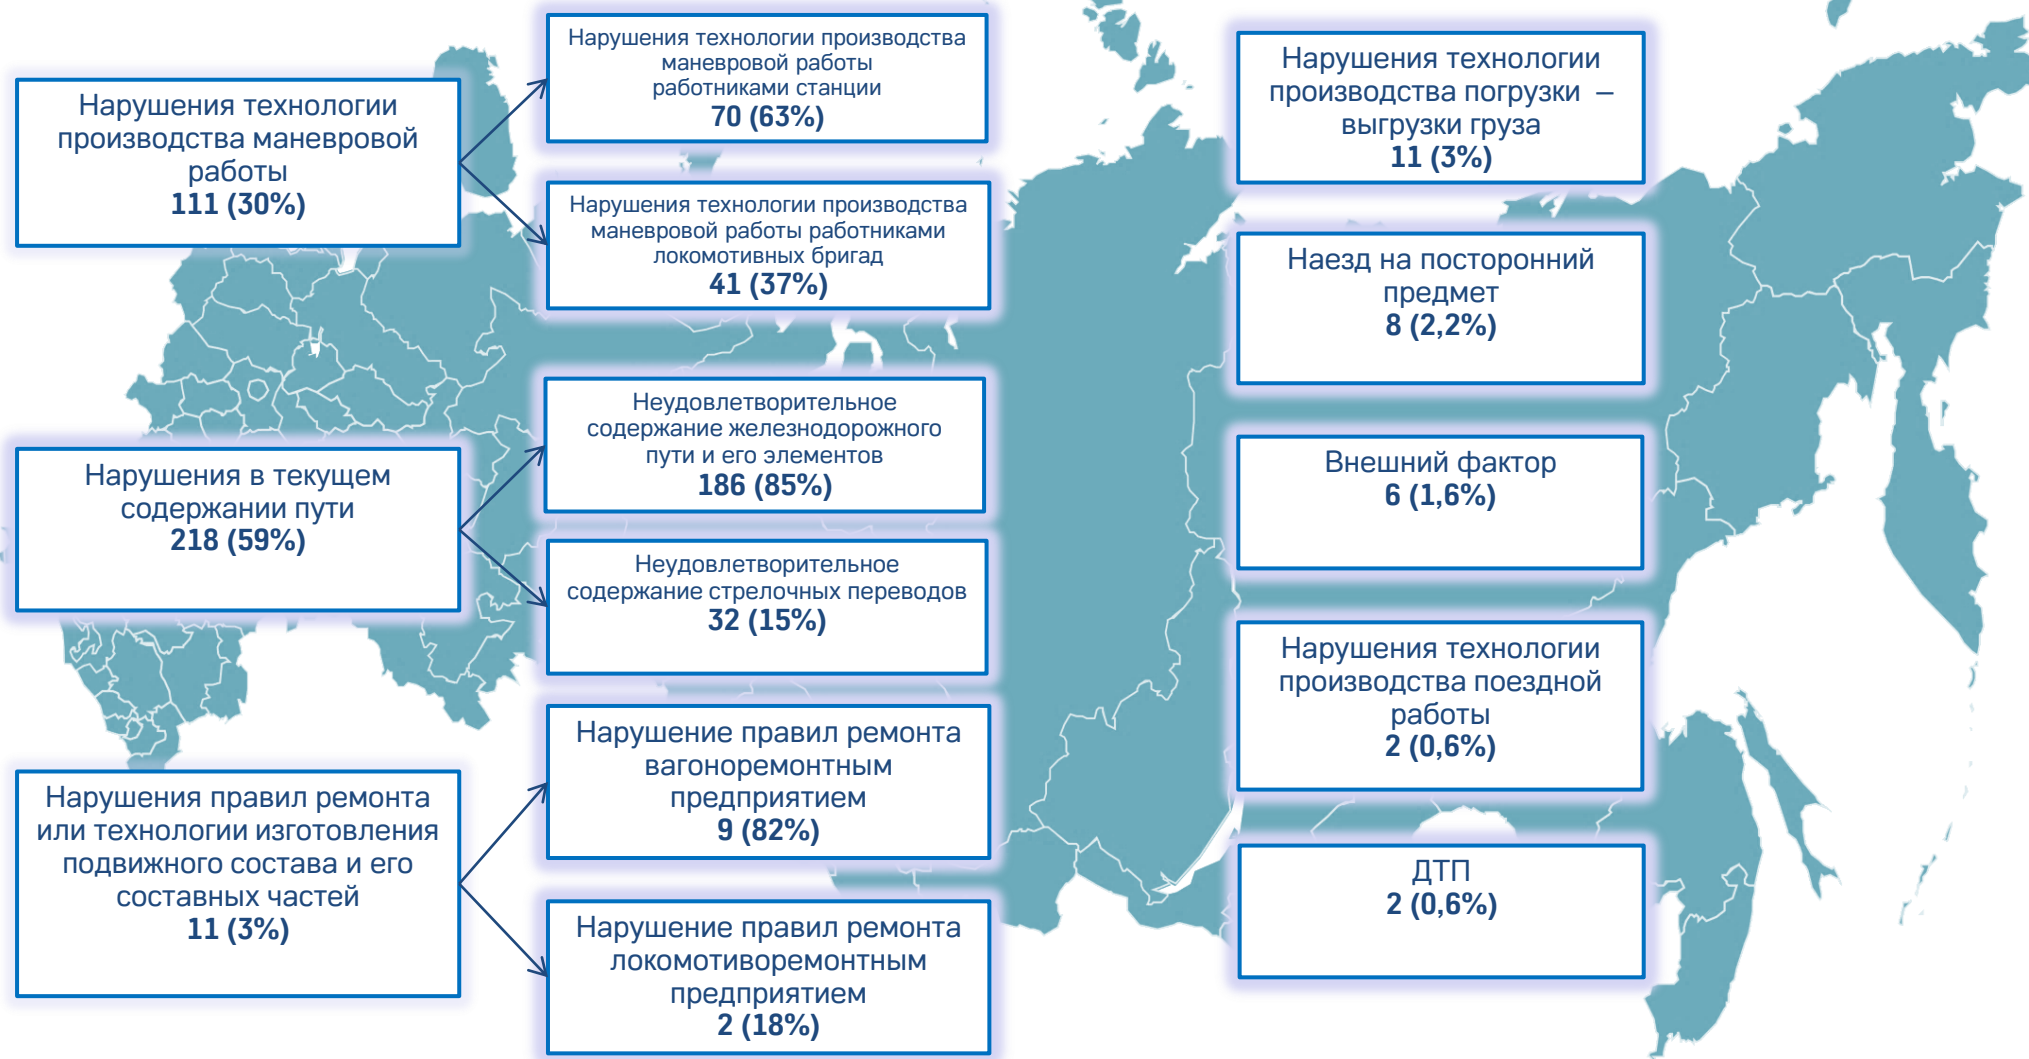 Нарушения технологии
производства маневровой
работы
111 (30%)
Нарушения технологии производства
маневровой работы
работниками станции
70 (63%)
Нарушения технологии производства
маневровой работы работниками
локомотивных бригад
41 (37%)
Нарушения в текущем
содержании пути
218 (59%)
Неудовлетворительное
содержание железнодорожного
пути и его элементов
186 (85%)
Неудовлетворительное
содержание стрелочных переводов
32 (15%)
Нарушения правил ремонта
или технологии изготовления
подвижного состава и его
составных частей
11 (3%)
Нарушение правил ремонта
вагоноремонтным
предприятием
9 (82%)
Нарушение правил ремонта
локомотиворемонтным
предприятием
2 (18%)
Нарушения технологии
производства погрузки –
выгрузки груза
11 (3%)
Наезд на посторонний
предмет
8 (2,2%)
Внешний фактор
6 (1,6%)
Нарушения технологии
производства поездной
работы
2 (0,6%)
ДТП
2 (0,6%)